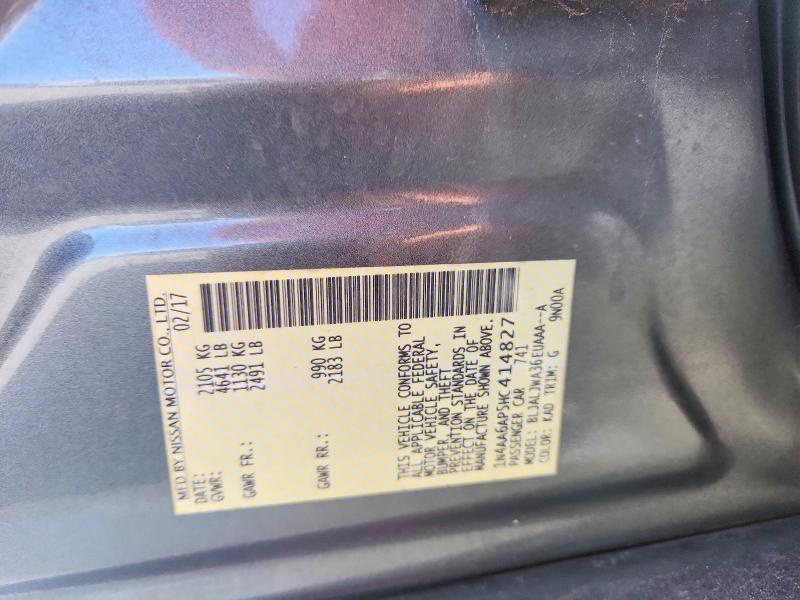 MFD BY NISSAN MOTOR CO., LTD.
DATE: 02/17
GVWR: 2105 KG
4641 LB
GAWR FR.: 1130 KG
2491 LB
GAWR RR.: 990 KG
2183 LB
THIS VEHICLE CONFORMS TO
ALL APPLICABLE FEDERAL
MOTOR VEHICLE SAFETY,
BUMPER, AND THEFT
PREVENTION STANDARDS IN
EFFECT ON THE DATE OF
MANUFACTURE SHOWN ABOVE.
1N4AA6AP5HC414827
PASSENGER CAR 741
MODEL: BLJALJWA36EUAAA--A
COLOR: KAD TRIM: G 9N00A